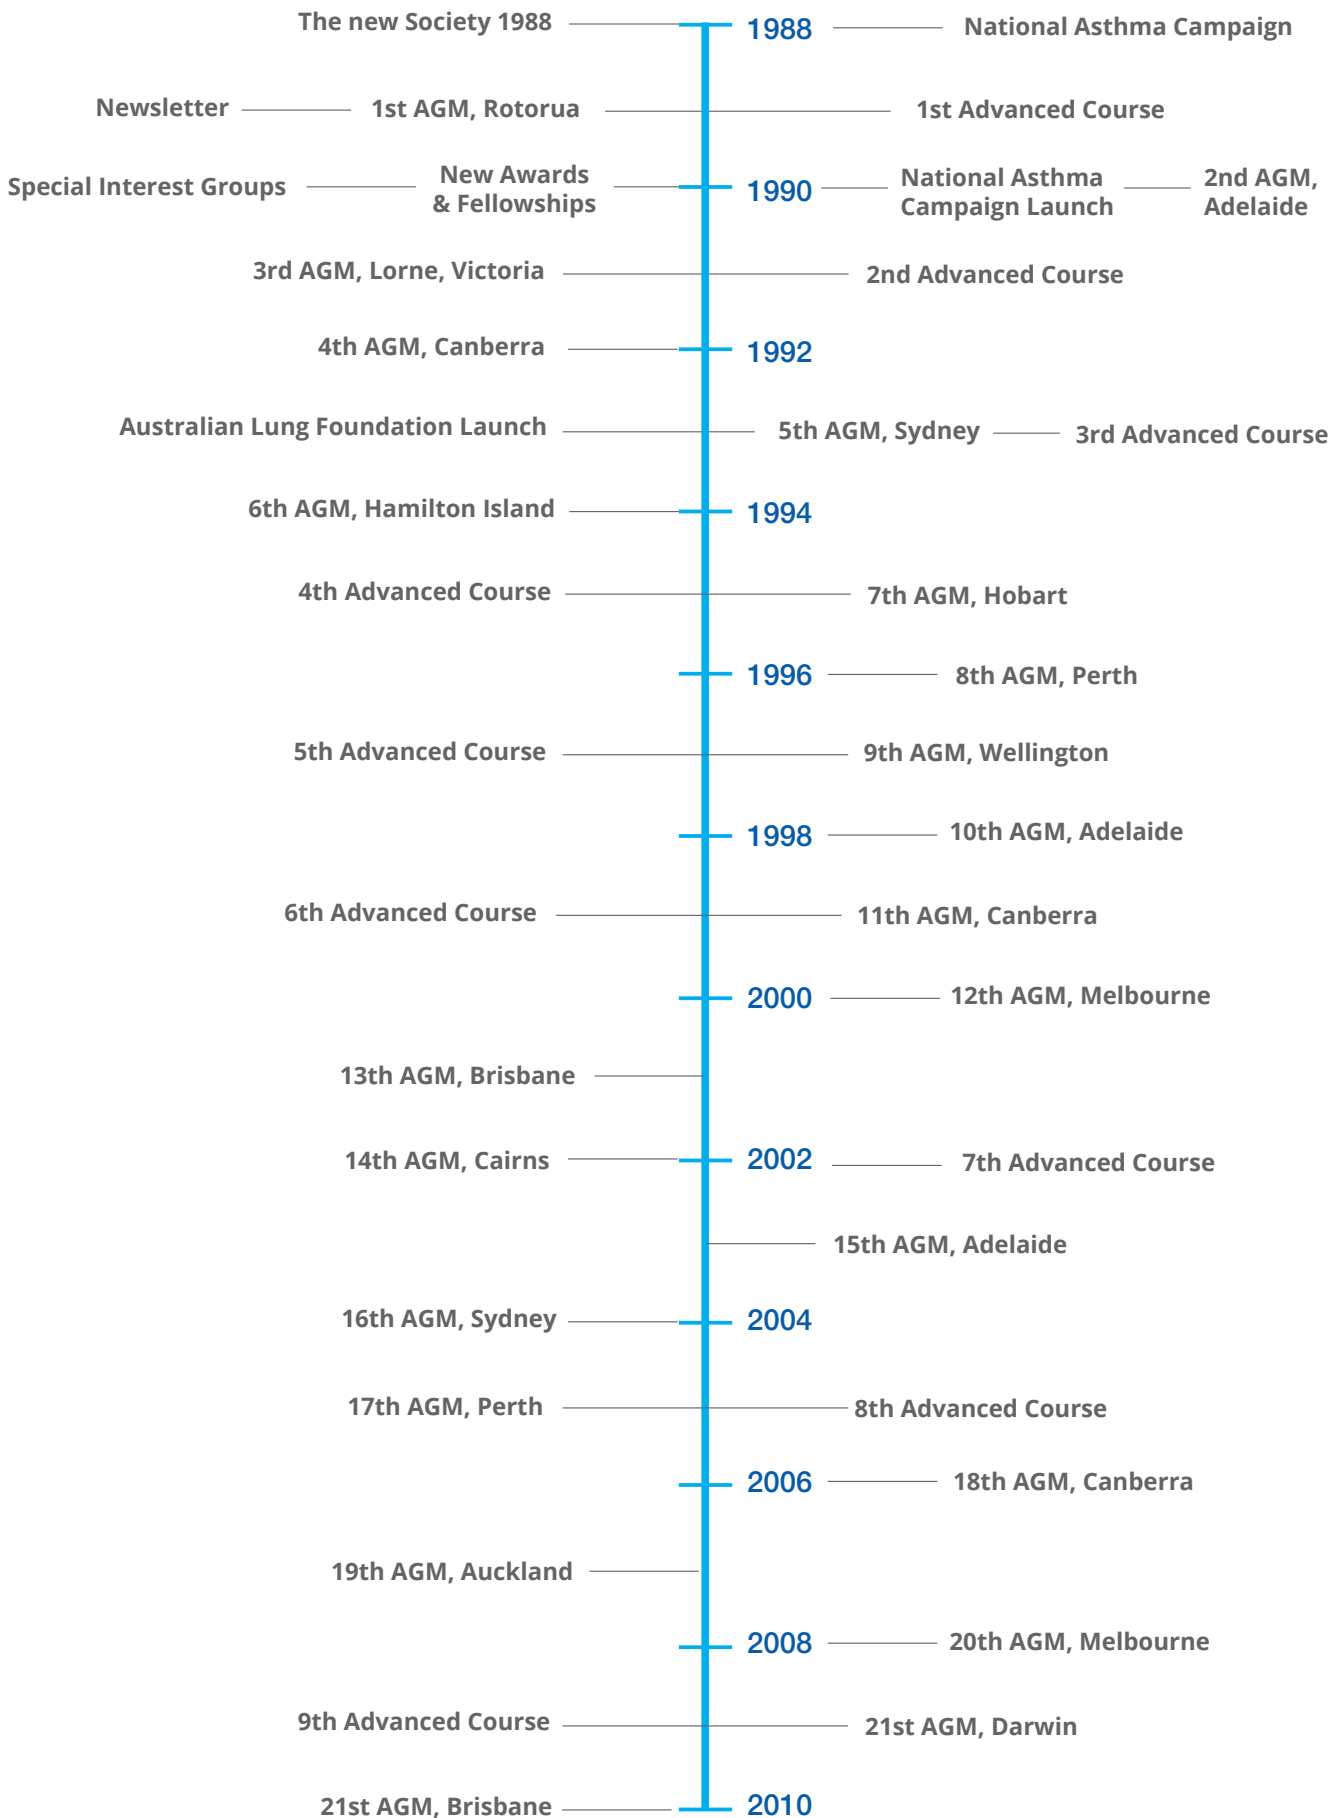 The new Society 1988
1988
National Asthma Campaign
Newsletter
1st AGM, Rotorua
1st Advanced Course
Special Interest Groups
New Awards
& Fellowships
1990
National Asthma
Campaign Launch
2nd AGM,
Adelaide
3rd AGM, Lorne, Victoria
2nd Advanced Course
4th AGM, Canberra
1992
Australian Lung Foundation Launch
5th AGM, Sydney
3rd Advanced Course
6th AGM, Hamilton Island
1994
4th Advanced Course
7th AGM, Hobart
1996
8th AGM, Perth
5th Advanced Course
9th AGM, Wellington
1998
10th AGM, Adelaide
6th Advanced Course
11th AGM, Canberra
2000
12th AGM, Melbourne
13th AGM, Brisbane
14th AGM, Cairns
2002
7th Advanced Course
15th AGM, Adelaide
16th AGM, Sydney
2004
17th AGM, Perth
8th Advanced Course
2006
18th AGM, Canberra
19th AGM, Auckland
2008
20th AGM, Melbourne
9th Advanced Course
21st AGM, Darwin
21st AGM, Brisbane
2010